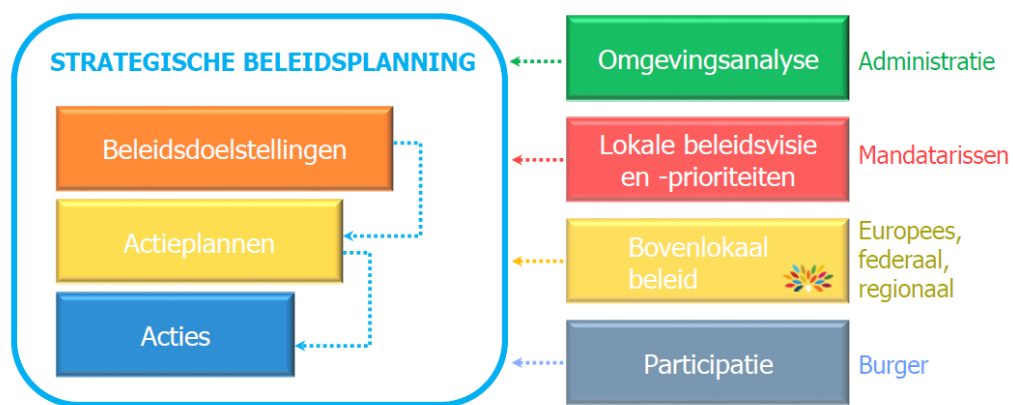 STRATEGISCHE BELEIDSPLANNING
Beleidsdoelstellingen
Actieplannen
Acties
Omgevingsanalyse
Administratie
Lokale beleidsvisie
en -prioriteiten
Mandatarissen
Bovenlokaal
beleid
Europees,
federaal,
regionaal
Participatie
Burger